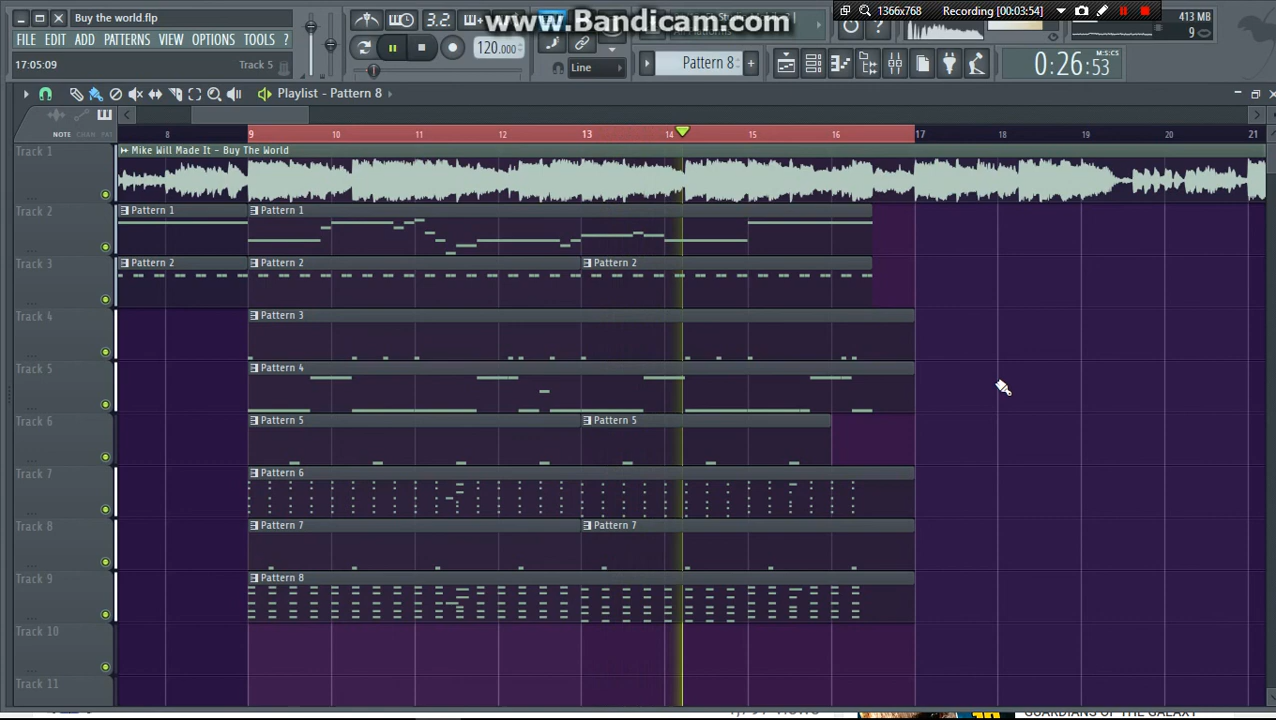 Buy the world.flp
FILE EDIT ADD PATTERNS VIEW OPTIONS TOOLS ?
17:05:09 Track 5
3.2
120.000
Line
www.Bandicam.com
Pattern 8
1366x768 Recording [00:03:54]
413 MB
9
M:S:CS
0:26:53
Playlist - Pattern 8
NOTE CHAN PAT
8 9 10 11 12 13 14 15 16 17 18 19 20 21
Track 1
Mike Will Made It - Buy The World
Track 2
Pattern 1 Pattern 1
Track 3
Pattern 2 Pattern 2 Pattern 2
Track 4
Pattern 3
Track 5
Pattern 4
Track 6
Pattern 5 Pattern 5
Track 7
Pattern 6
Track 8
Pattern 7 Pattern 7
Track 9
Pattern 8
Track 10
Track 11
GUARDIANS OF THE GALAXY